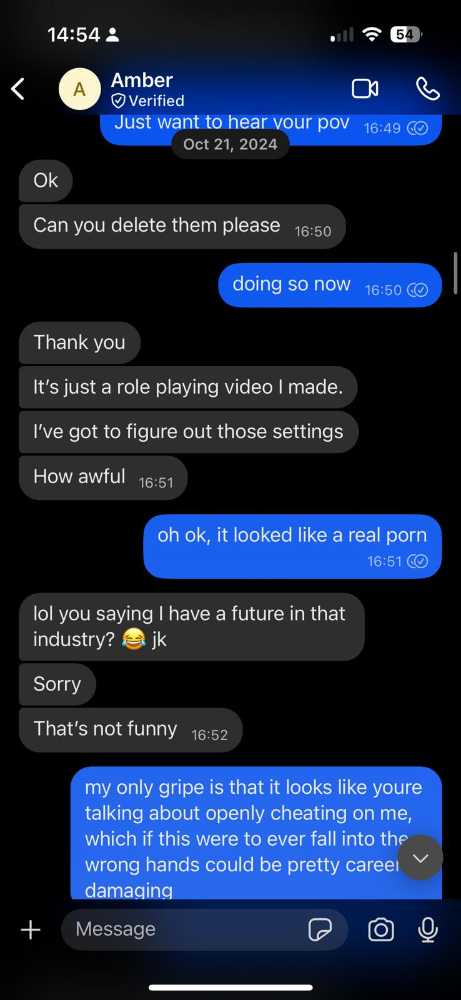 14:54
54
A
Amber
Verified
Just want to hear your pov 16:49
Oct 21, 2024
Ok
Can you delete them please 16:50
doing so now 16:50
Thank you
It’s just a role playing video I made.
I’ve got to figure out those settings
How awful 16:51
oh ok, it looked like a real porn
16:51
lol you saying I have a future in that
industry? 😂 jk
Sorry
That’s not funny 16:52
my only gripe is that it looks like youre
talking about openly cheating on me,
which if this were to ever fall into the
wrong hands could be pretty career
damaging
Message